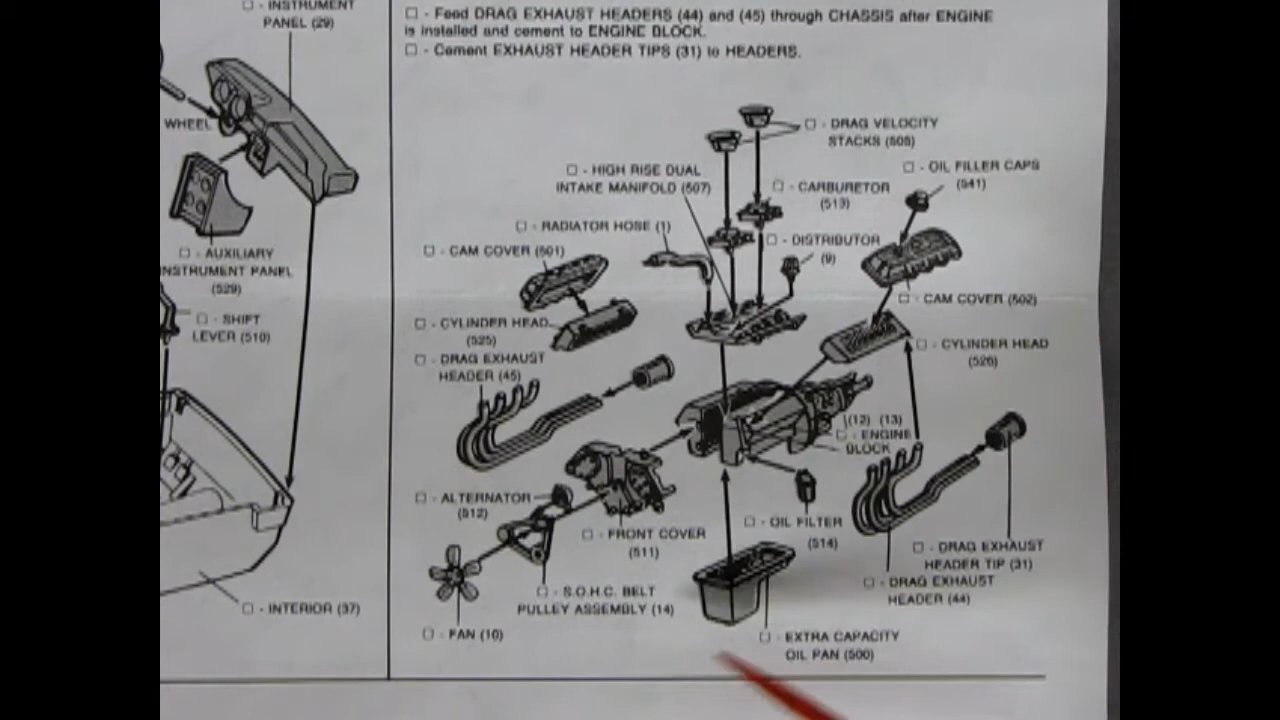 ☐ - INSTRUMENT
PANEL (29)
WHEEL
☐ - AUXILIARY
INSTRUMENT PANEL
(529)
☐ - SHIFT
LEVER (510)
☐ - INTERIOR (37)
☐ - Feed DRAG EXHAUST HEADERS (44) and (45) through CHASSIS after ENGINE
is installed and cement to ENGINE BLOCK.
☐ - Cement EXHAUST HEADER TIPS (31) to HEADERS.
☐ - DRAG VELOCITY
STACKS (508)
☐ - HIGH RISE DUAL
INTAKE MANIFOLD (507)
☐ - OIL FILLER CAPS
(541)
☐ - CARBURETOR
(513)
☐ - RADIATOR HOSE (1)
☐ - DISTRIBUTOR
(9)
☐ - CAM COVER (501)
☐ - CAM COVER (502)
☐ - CYLINDER HEAD
(525)
☐ - CYLINDER HEAD
(526)
☐ - DRAG EXHAUST
HEADER (45)
(12) (13)
☐ - ENGINE
BLOCK
☐ - ALTERNATOR
(512)
☐ - FRONT COVER
(511)
☐ - OIL FILTER
(514)
☐ - DRAG EXHAUST
HEADER TIP (31)
☐ - DRAG EXHAUST
HEADER (44)
☐ - S.O.H.C. BELT
PULLEY ASSEMBLY (14)
☐ - FAN (10)
☐ - EXTRA CAPACITY
OIL PAN (500)